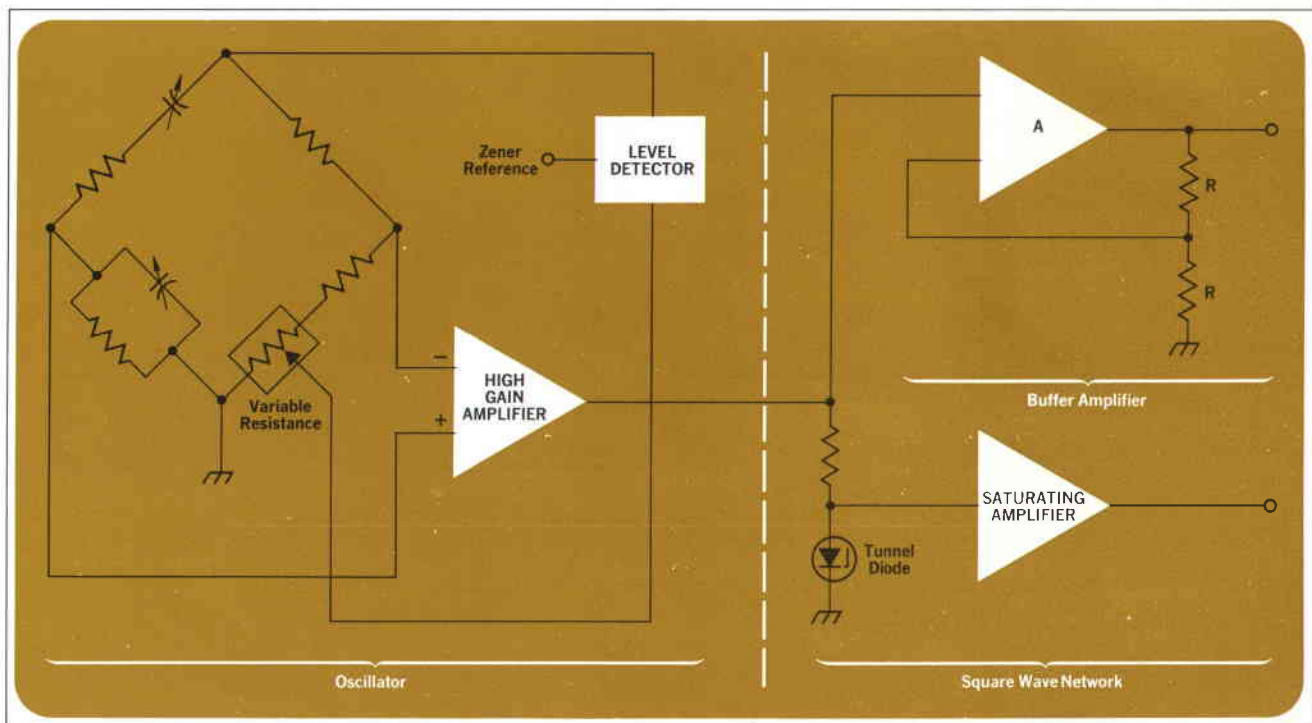 Zener
Reference
LEVEL
DETECTOR
Variable
Resistance
−
+
HIGH
GAIN
AMPLIFIER
Oscillator
A
R
R
Buffer Amplifier
SATURATING
AMPLIFIER
Tunnel
Diode
Square Wave Network